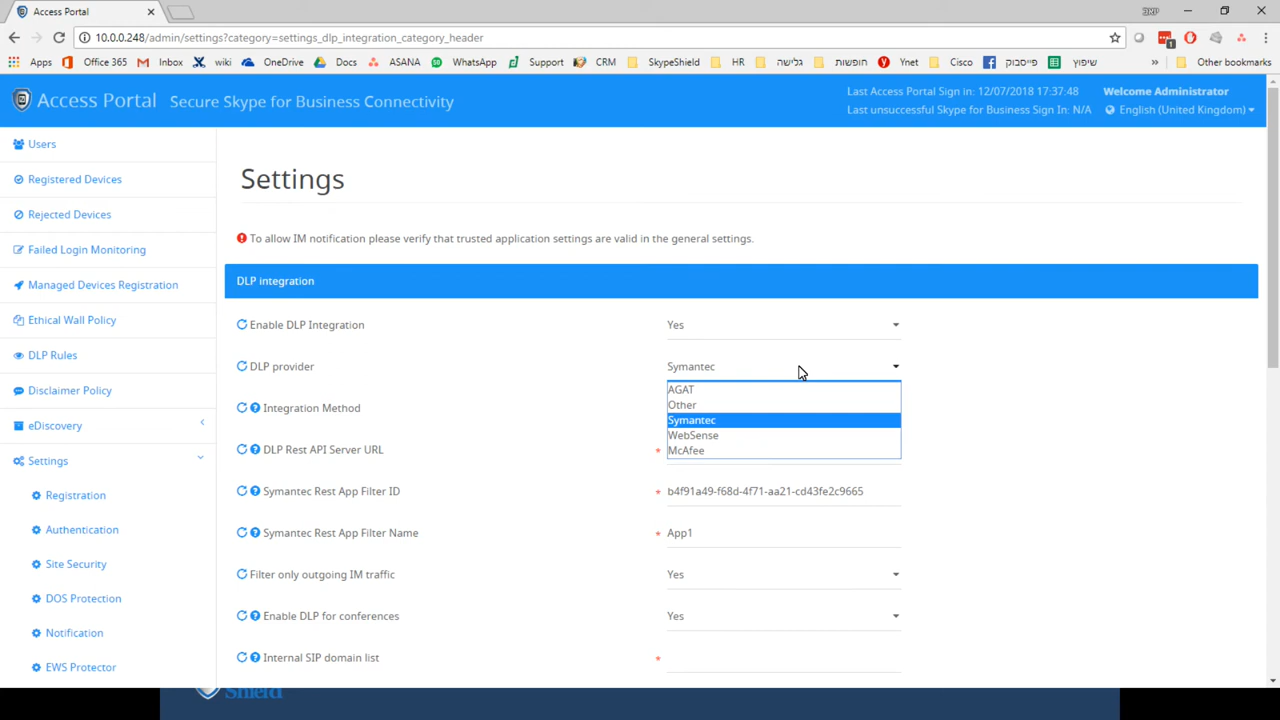 Access Portal
10.0.0.248/admin/settings?category=settings_dlp_integration_category_header
Apps Office 365 Inbox wiki OneDrive Docs ASANA WhatsApp Support CRM SkypeShield HR גלישה חופשות Ynet Cisco פייסבוק שיפוץ » Other bookmarks
Access Portal Secure Skype for Business Connectivity
Last Access Portal Sign in: 12/07/2018 17:37:48 Welcome Administrator
Last unsuccessful Skype for Business Sign In: N/A English (United Kingdom)
Users
Registered Devices
Rejected Devices
Failed Login Monitoring
Managed Devices Registration
Ethical Wall Policy
DLP Rules
Disclaimer Policy
eDiscovery
Settings
Registration
Authentication
Site Security
DOS Protection
Notification
EWS Protector
Settings
To allow IM notification please verify that trusted application settings are valid in the general settings.
DLP integration
Enable DLP Integration Yes
DLP provider Symantec
AGAT
Other
Symantec
WebSense
McAfee
Integration Method
DLP Rest API Server URL *
Symantec Rest App Filter ID * b4f91a49-f68d-4f71-aa21-cd43fe2c9665
Symantec Rest App Filter Name * App1
Filter only outgoing IM traffic Yes
Enable DLP for conferences Yes
Internal SIP domain list *
Shield